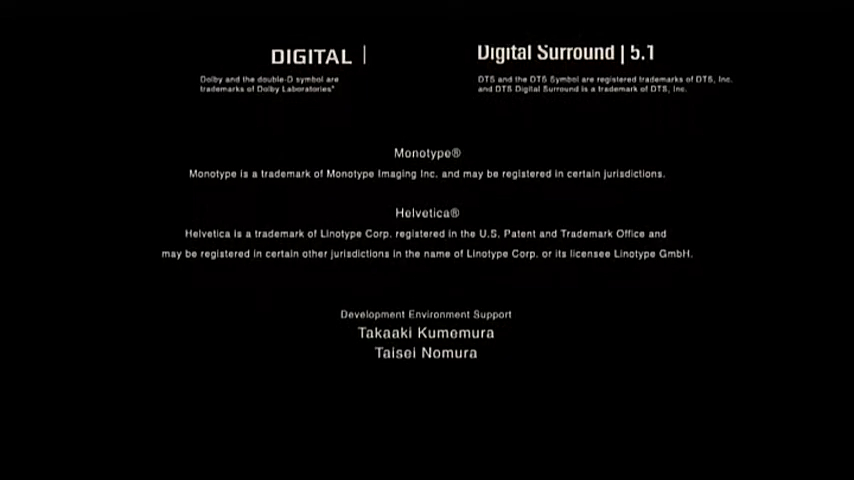 DIGITAL |
Digital Surround | 5.1
Dolby and the double-D symbol are
trademarks of Dolby Laboratories®
DTS and the DTS Symbol are registered trademarks of DTS, Inc.
and DTS Digital Surround is a trademark of DTS, Inc.
Monotype®
Monotype is a trademark of Monotype Imaging Inc. and may be registered in certain jurisdictions.
Helvetica®
Helvetica is a trademark of Linotype Corp. registered in the U.S. Patent and Trademark Office and
may be registered in certain other jurisdictions in the name of Linotype Corp. or its licensee Linotype GmbH.
Development Environment Support
Takaaki Kumemura
Taisei Nomura